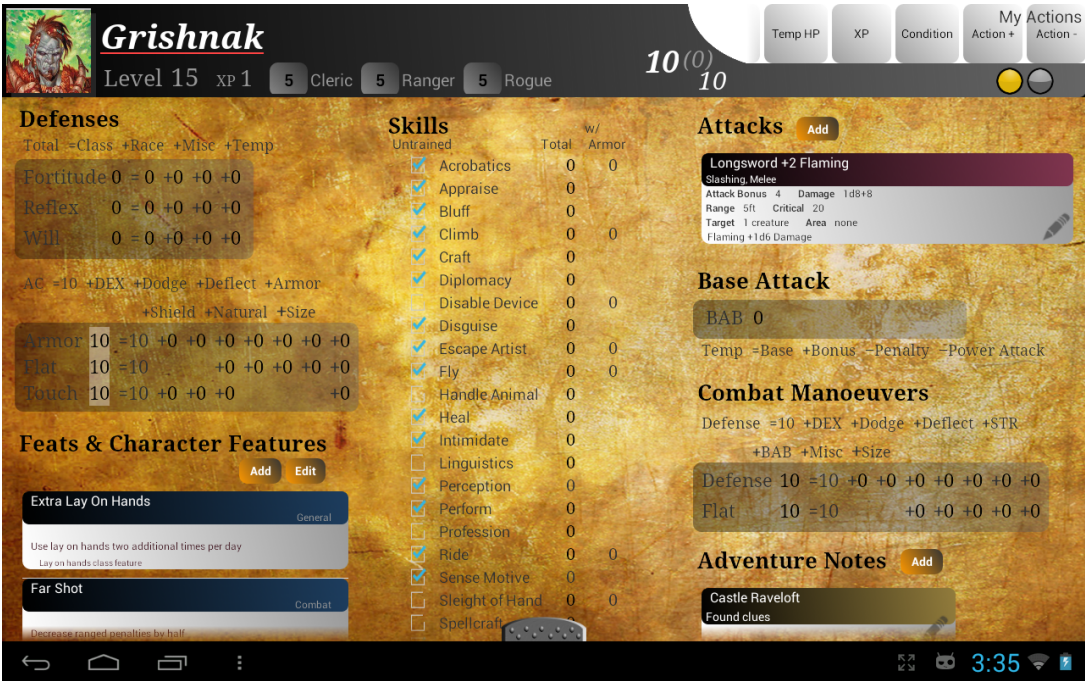 Grishnak
Level 15 XP 1 5 Cleric 5 Ranger 5 Rogue
10 (0)
10
Temp HP XP Condition Action + Action -
My Actions
Defenses
Total =Class +Race +Misc +Temp
Fortitude 0 = 0 +0 +0 +0
Reflex 0 = 0 +0 +0 +0
Will 0 = 0 +0 +0 +0
AC =10 +DEX +Dodge +Deflect +Armor
+Shield +Natural +Size
Armor 10 =10 +0 +0 +0 +0 +0 +0 +0
Flat 10 =10 +0 +0 +0 +0 +0
Touch 10 =10 +0 +0 +0 +0
Feats & Character Features
Add Edit
Extra Lay On Hands
General
Use lay on hands two additional times per day
Lay on hands class feature
Far Shot
Combat
Decrease ranged penalties by half
Skills
Untrained Total w/ Armor
Acrobatics 0 0
Appraise 0
Bluff 0
Climb 0 0
Craft 0
Diplomacy 0
Disable Device 0 0
Disguise 0
Escape Artist 0 0
Fly 0 0
Handle Animal 0
Heal 0
Intimidate 0
Linguistics 0
Perception 0
Perform 0
Profession 0
Ride 0 0
Sense Motive 0
Sleight of Hand 0 0
Spellcraft
Attacks Add
Longsword +2 Flaming
Slashing, Melee
Attack Bonus 4 Damage 1d8+8
Range 5ft Critical 20
Target 1 creature Area none
Flaming +1d6 Damage
Base Attack
BAB 0
Temp =Base +Bonus −Penalty −Power Attack
Combat Manoeuvers
Defense =10 +DEX +Dodge +Deflect +STR
+BAB +Misc +Size
Defense 10 =10 +0 +0 +0 +0 +0 +0 +0
Flat 10 =10 +0 +0 +0 +0 +0
Adventure Notes Add
Castle Raveloft
Found clues
3:35